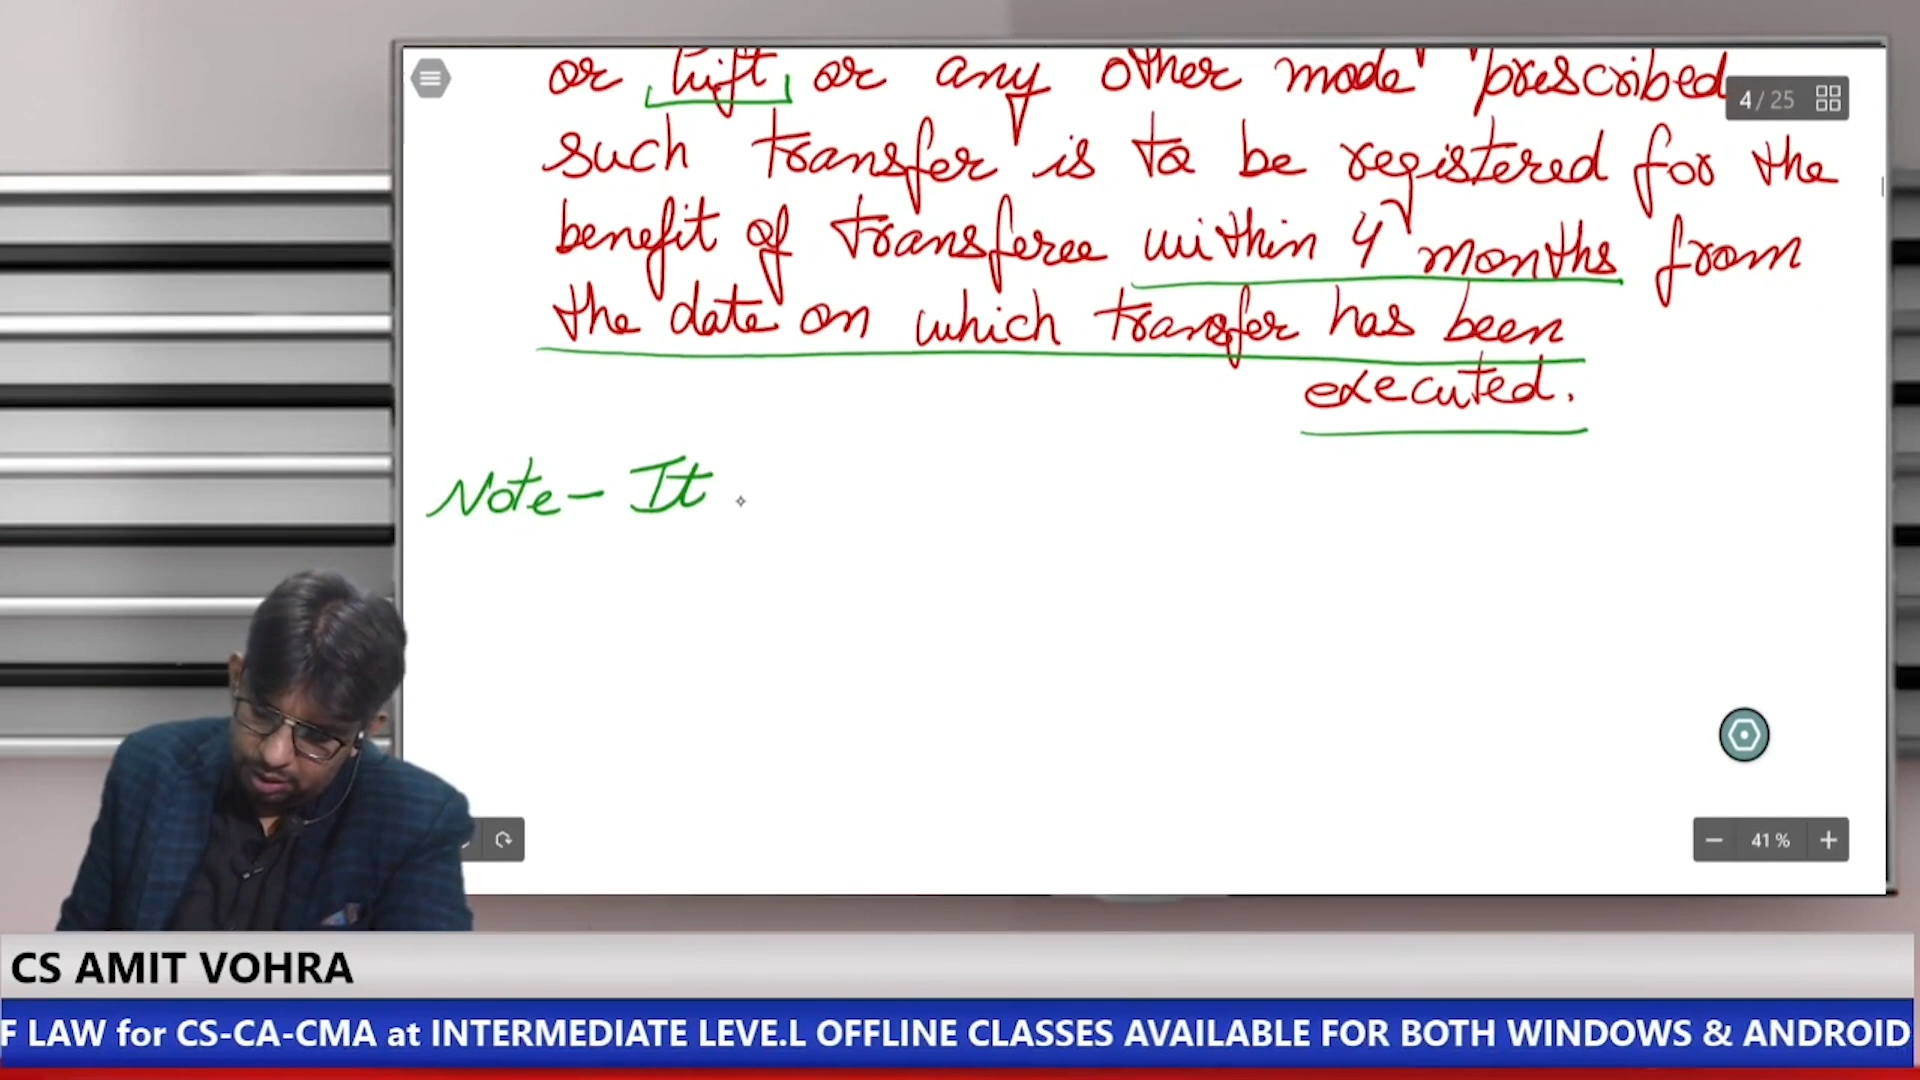 or Gift or any other mode prescribed
4 / 25
such transfer is to be registered for the
benefit of transferee within 4 months from
the date on which transfer has been
executed.
Note - It
41 %
CS AMIT VOHRA
F LAW for CS-CA-CMA at INTERMEDIATE LEVE.L OFFLINE CLASSES AVAILABLE FOR BOTH WINDOWS & ANDROID